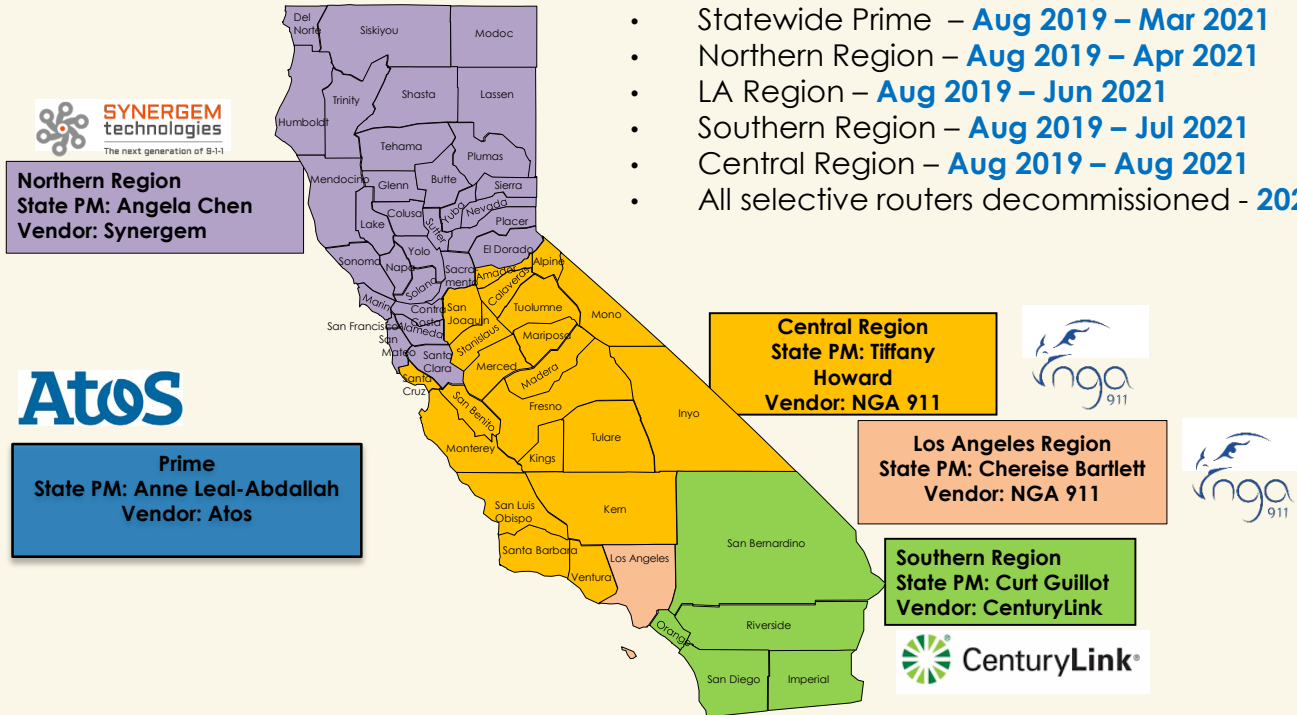 • Statewide Prime – Aug 2019 – Mar 2021
• Northern Region – Aug 2019 – Apr 2021
• LA Region – Aug 2019 – Jun 2021
• Southern Region – Aug 2019 – Jul 2021
• Central Region – Aug 2019 – Aug 2021
• All selective routers decommissioned - 202
SYNERGEM
technologies
The next generation of 9-1-1
Northern Region
State PM: Angela Chen
Vendor: Synergem
Atos
Prime
State PM: Anne Leal-Abdallah
Vendor: Atos
Del
Norte
Siskiyou
Modoc
Humboldt
Trinity
Shasta
Lassen
Tehama
Plumas
Mendocino
Glenn
Butte
Sierra
Lake
Colusa
Sutter
Yuba
Nevada
Placer
Sonoma
Napa
Yolo
El Dorado
Solano
Sacra-
mento
Amador
Alpine
Calaveras
Marin
Contra
Costa
San
Joaquin
Tuolumne
Mono
San Francisco
Alameda
Stanislaus
Mariposa
San
Mateo
Santa
Clara
Merced
Madera
Santa
Cruz
San Benito
Fresno
Inyo
Monterey
Kings
Tulare
San Luis
Obispo
Kern
Santa Barbara
Ventura
Los Angeles
San Bernardino
Orange
Riverside
San Diego
Imperial
Central Region
State PM: Tiffany
Howard
Vendor: NGA 911
nga
911
Los Angeles Region
State PM: Chereise Bartlett
Vendor: NGA 911
nga
911
Southern Region
State PM: Curt Guillot
Vendor: CenturyLink
CenturyLink®